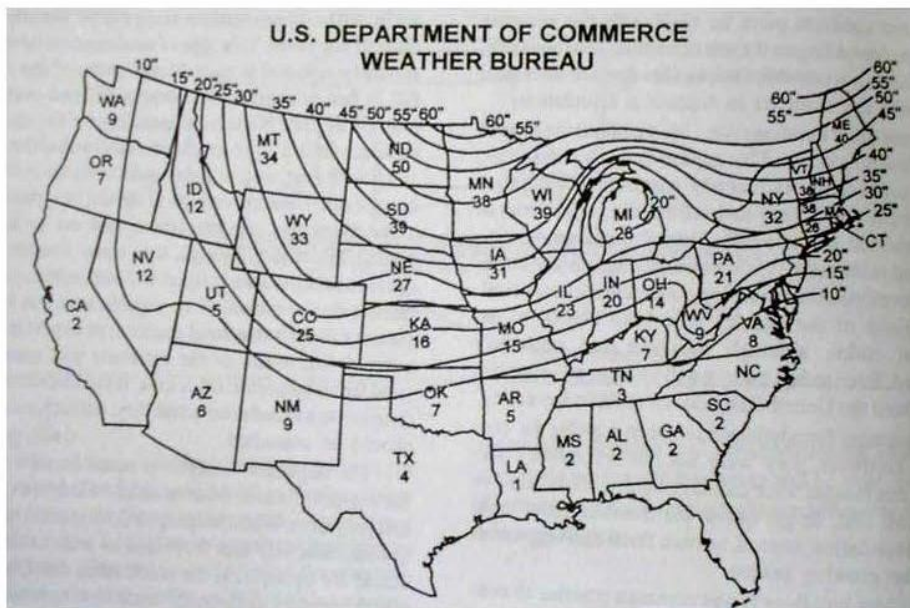 U.S. DEPARTMENT OF COMMERCE
WEATHER BUREAU
10"
15"
20"
25"
30"
35"
40"
45"
50"
55"
60"
60"
55"
60"
55"
60"
55"
50"
45"
40"
35"
30"
25"
20"
15"
10"
20"
WA
9
OR
7
ID
12
MT
34
ND
50
MN
38
WI
39
MI
26
ME
40
VT
NH
38
38
NY
32
MA
26
CT
WY
33
SD
39
IA
31
NV
12
UT
5
CA
2
CO
25
NE
27
KA
16
MO
15
IL
23
IN
20
OH
14
PA
21
WV
9
VA
8
KY
7
AZ
6
NM
9
OK
7
AR
5
TN
3
NC
SC
2
TX
4
LA
1
MS
2
AL
2
GA
2